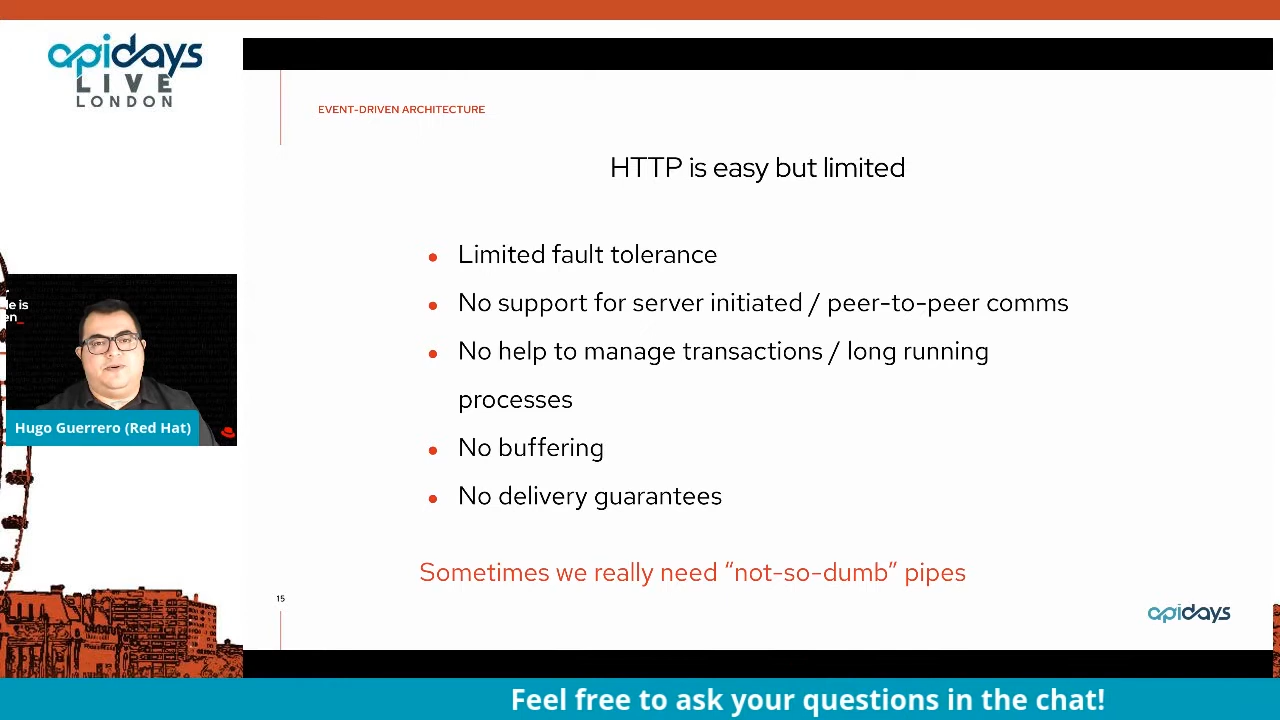 apidays
LIVE
LONDON
EVENT-DRIVEN ARCHITECTURE
HTTP is easy but limited
• Limited fault tolerance
• No support for server initiated / peer-to-peer comms
• No help to manage transactions / long running
processes
• No buffering
• No delivery guarantees
Sometimes we really need “not-so-dumb” pipes
15
apidays
Hugo Guerrero (Red Hat)
Feel free to ask your questions in the chat!